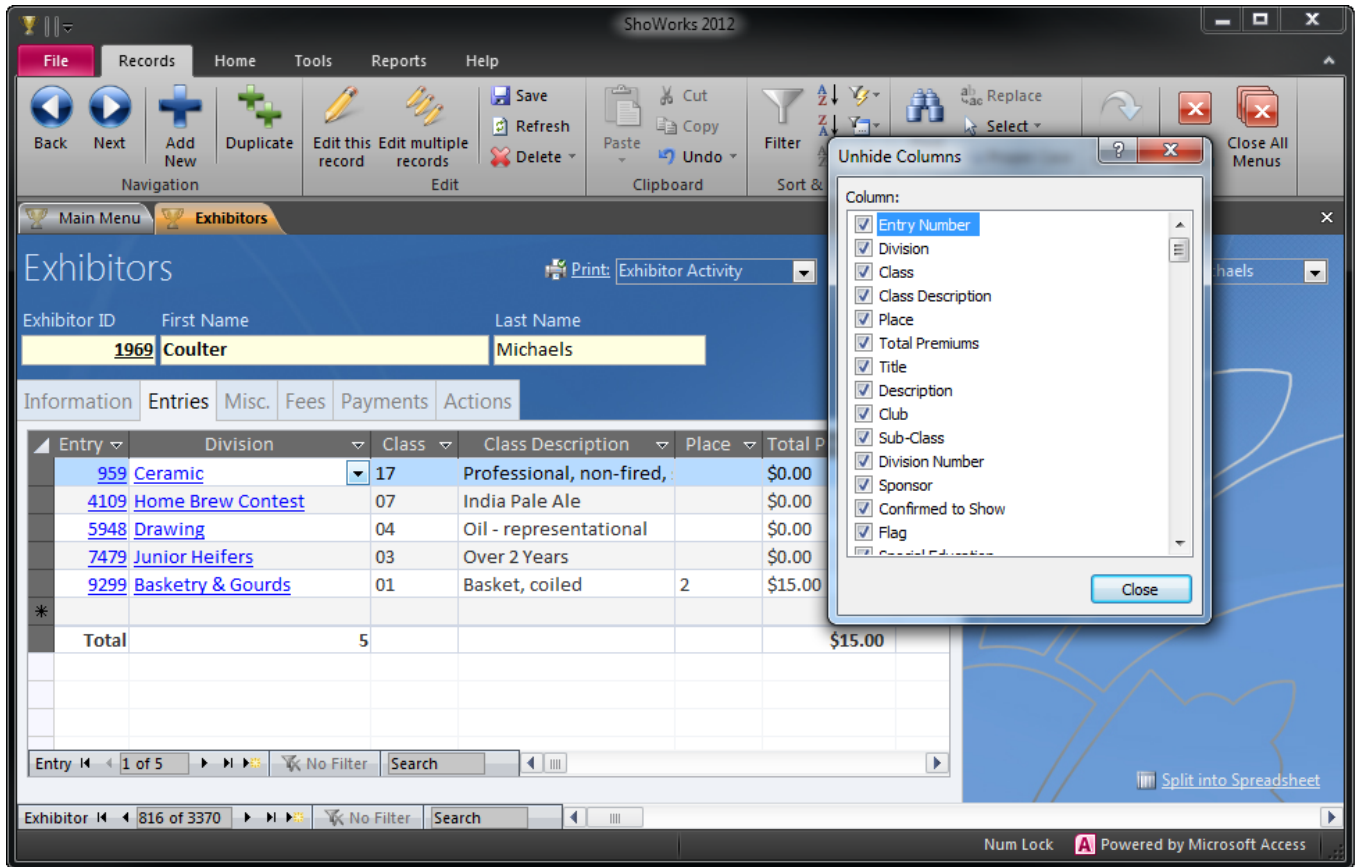 ShoWorks 2012
File Records Home Tools Reports Help
Back Next Add New Duplicate Edit this record Edit multiple records Save Refresh Delete Paste Cut Copy Undo Filter Replace Select Close All Menus
Navigation Edit Clipboard Sort &
Main Menu Exhibitors
Exhibitors
Print: Exhibitor Activity
haels
Exhibitor ID First Name Last Name
1969 Coulter Michaels
Information Entries Misc. Fees Payments Actions
Entry Division Class Class Description Place Total P
959 Ceramic 17 Professional, non-fired, $0.00
4109 Home Brew Contest 07 India Pale Ale $0.00
5948 Drawing 04 Oil - representational $0.00
7479 Junior Heifers 03 Over 2 Years $0.00
9299 Basketry & Gourds 01 Basket, coiled 2 $15.00
Total 5 $15.00
Entry 1 of 5 No Filter Search
Split into Spreadsheet
Exhibitor 816 of 3370 No Filter Search
Num Lock Powered by Microsoft Access
Unhide Columns
Column:
Entry Number
Division
Class
Class Description
Place
Total Premiums
Title
Description
Club
Sub-Class
Division Number
Sponsor
Confirmed to Show
Flag
Close